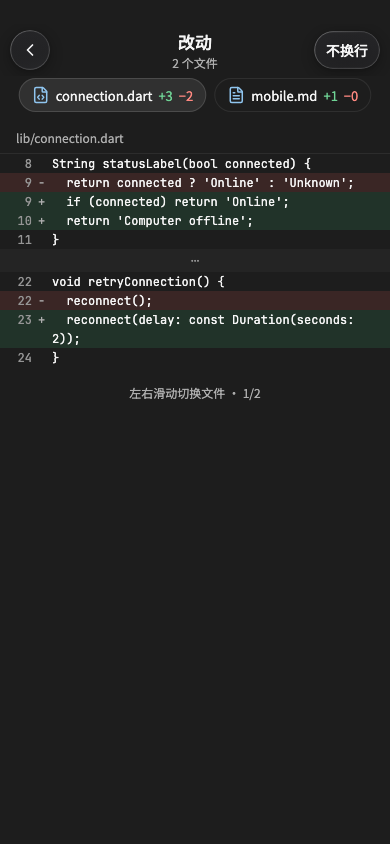 改动
2 个文件
不换行
connection.dart +3 −2
mobile.md +1 −0
lib/connection.dart
8 String statusLabel(bool connected) {
9 - return connected ? 'Online' : 'Unknown';
9 + if (connected) return 'Online';
10 + return 'Computer offline';
11 }
…
22 void retryConnection() {
22 - reconnect();
23 + reconnect(delay: const Duration(seconds:
2));
24 }
左右滑动切换文件 • 1/2